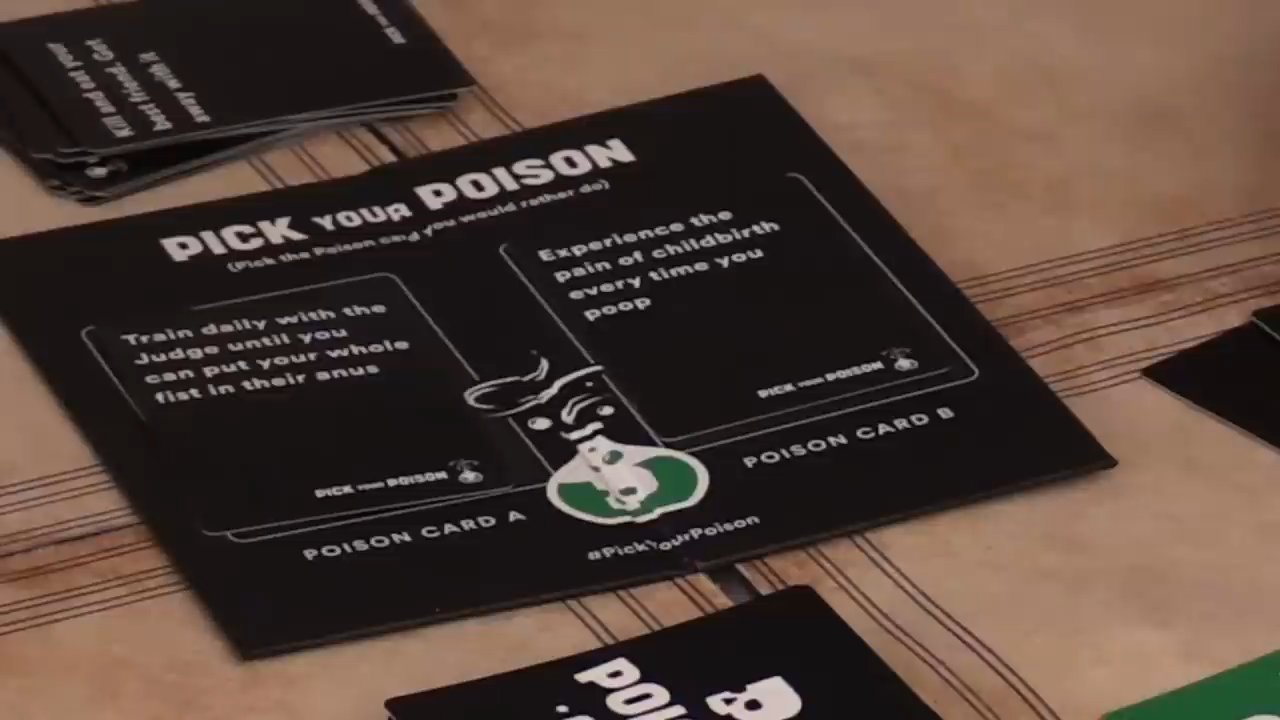 Kill and eat your
best friend. Get
away with it
PICK YOUR POISON
(Pick the Poison card you would rather do)
Train daily with the
Judge until you
can put your whole
fist in their anus
PICK YOUR POISON
POISON CARD A
Experience the
pain of childbirth
every time you
poop
PICK YOUR POISON
POISON CARD B
#PickYourPoison